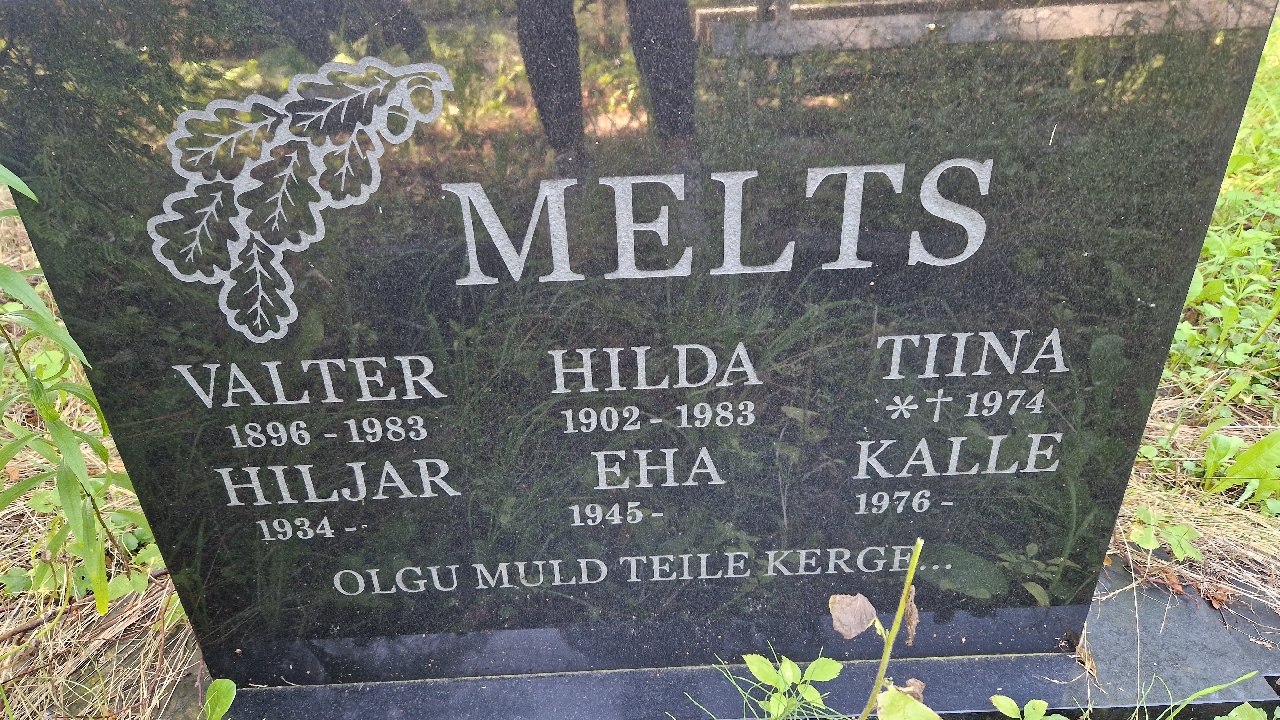 MELTS
VALTER HILDA TIINA
1896 - 1983 1902 - 1983 *† 1974
HILJAR EHA KALLE
1934 - 1945 - 1976 -
OLGU MULD TEILE KERGE...